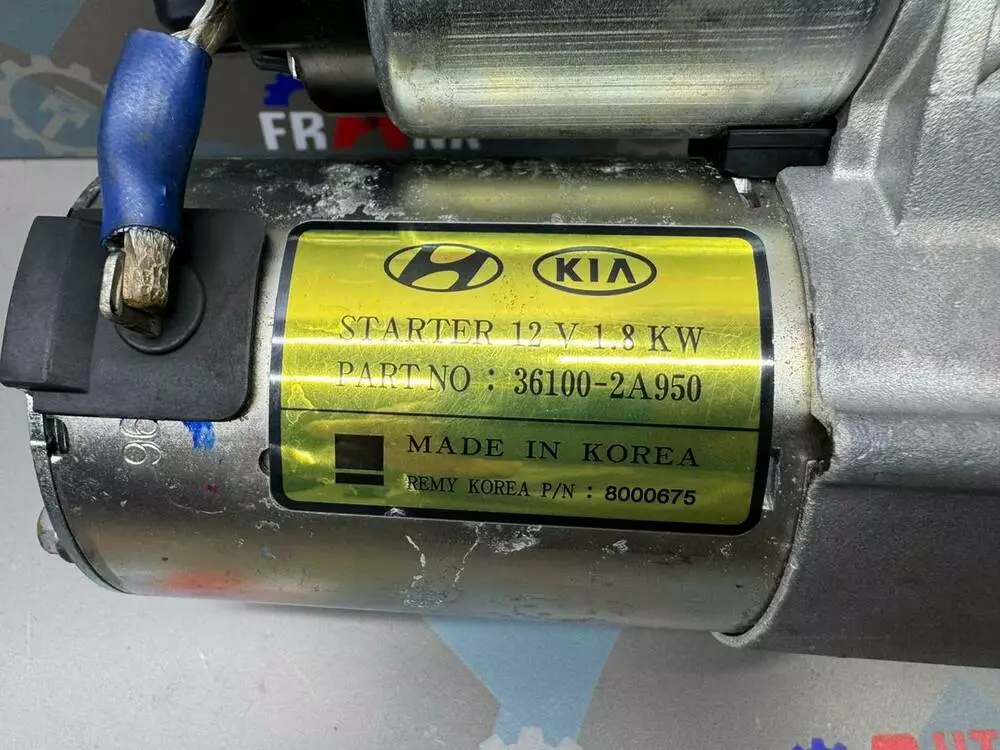 KIA
STARTER 12 V 1.8 KW
PART NO : 36100-2A950
MADE IN KOREA
REMY KOREA P/N : 8000675